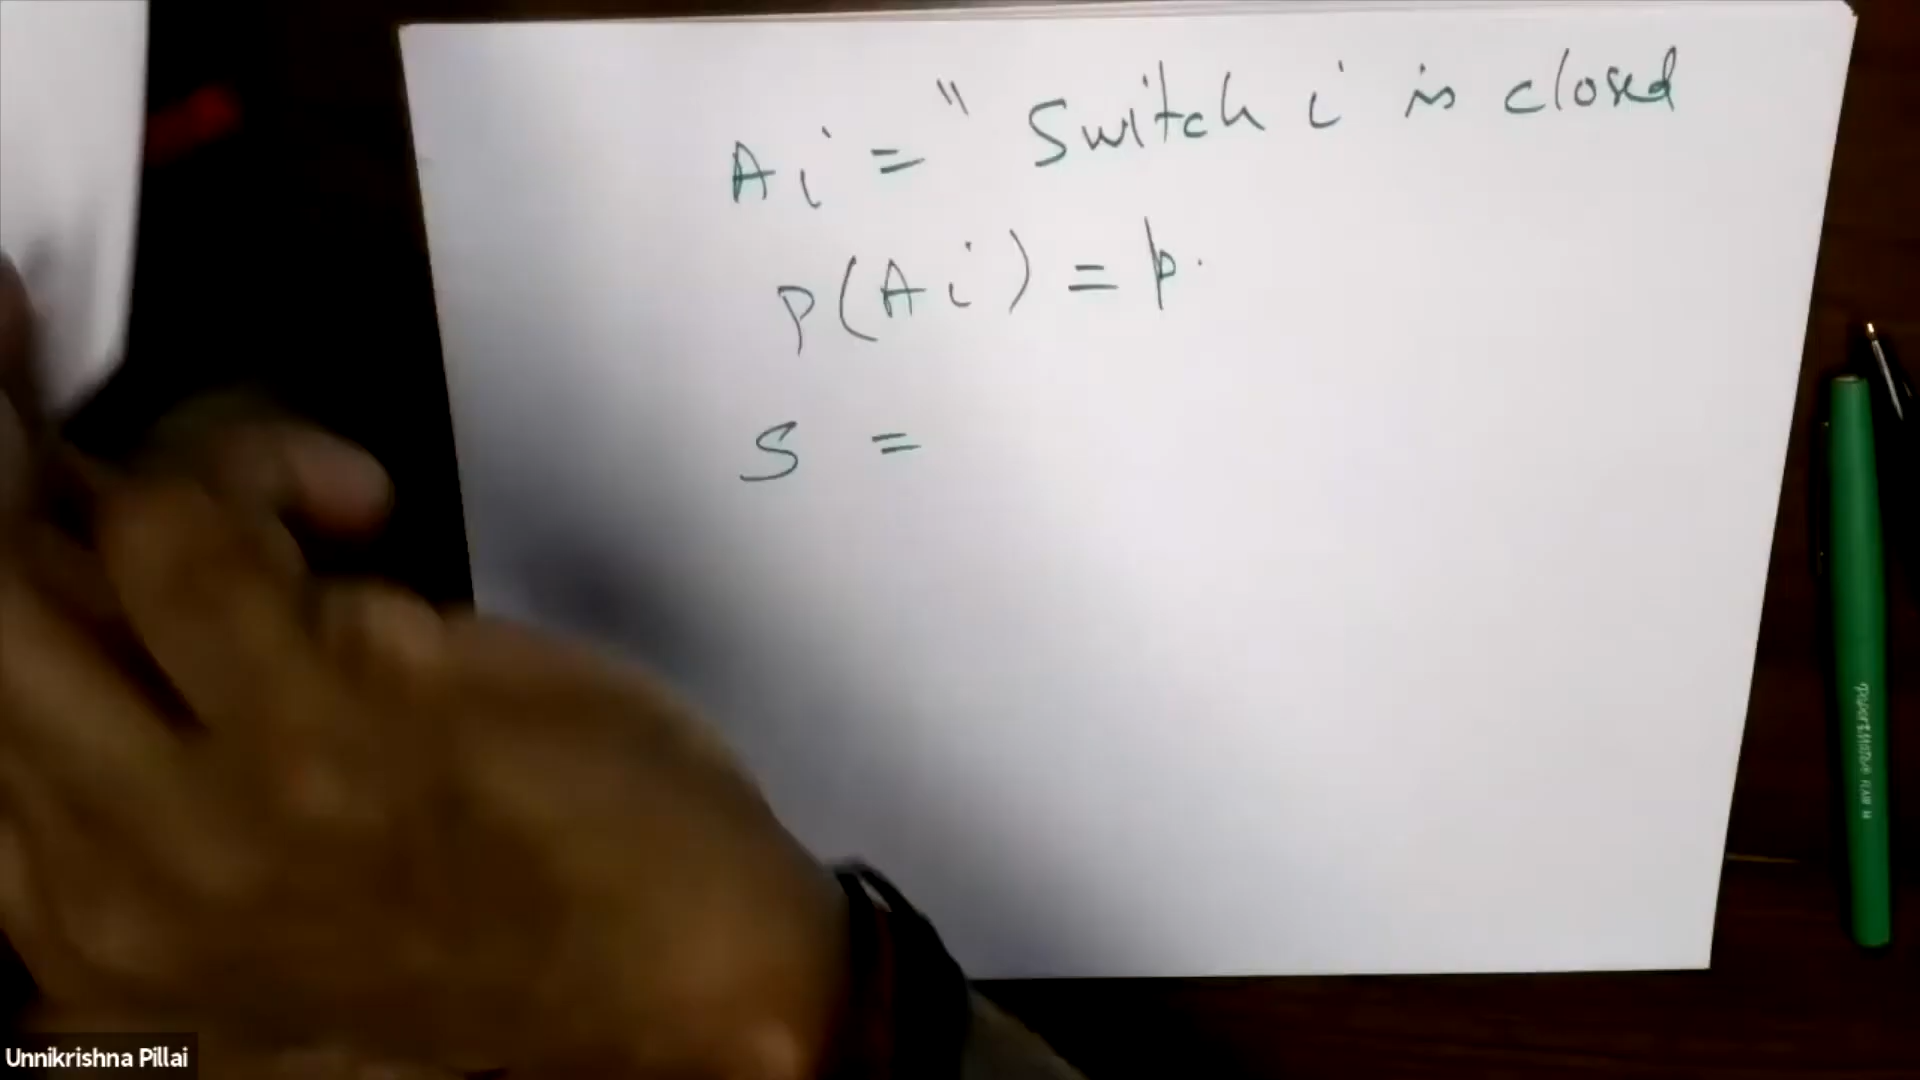 Ai = " Switch i is closed
P(Ai) = p.
S =
Unnikrishna Pillai